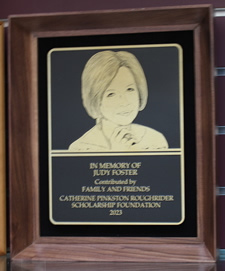 IN MEMORY OF
JUDY FOSTER
Contributed by
FAMILY AND FRIENDS
CATHERINE PINKSTON ROUGHRIDER
SCHOLARSHIP FOUNDATION
2023